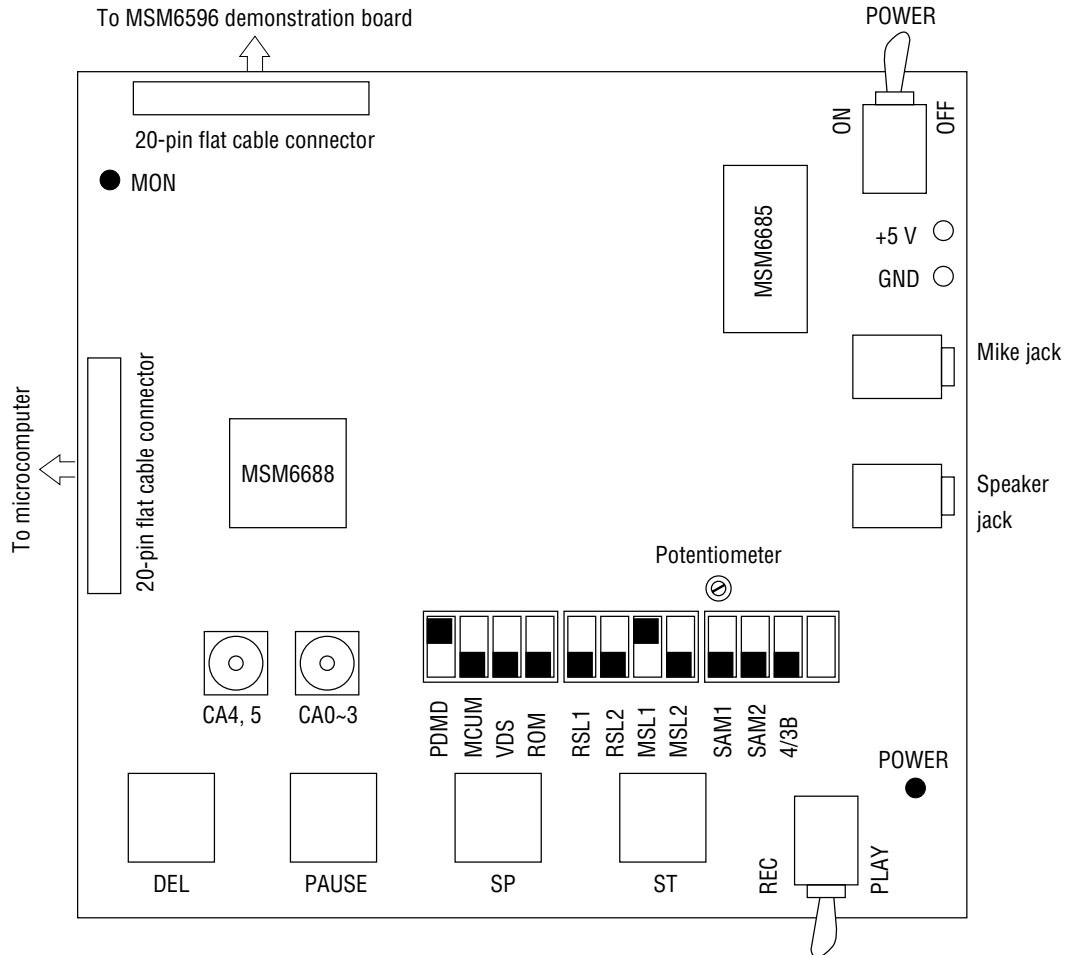 To MSM6596 demonstration board
POWER
20-pin flat cable connector
ON
OFF
MON
MSM6685
+5 V
GND
Mike jack
To microcomputer
20-pin flat cable connector
MSM6688
Speaker
jack
Potentiometer
CA4, 5
CA0~3
PDMD
MCUM
VDS
ROM
RSL1
RSL2
MSL1
MSL2
SAM1
SAM2
4/3B
POWER
DEL
PAUSE
SP
ST
REC
PLAY